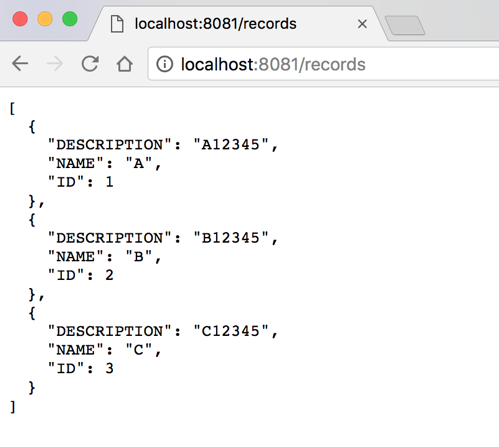 localhost:8081/records
localhost:8081/records
[
  {
    "DESCRIPTION": "A12345",
    "NAME": "A",
    "ID": 1
  },
  {
    "DESCRIPTION": "B12345",
    "NAME": "B",
    "ID": 2
  },
  {
    "DESCRIPTION": "C12345",
    "NAME": "C",
    "ID": 3
  }
]